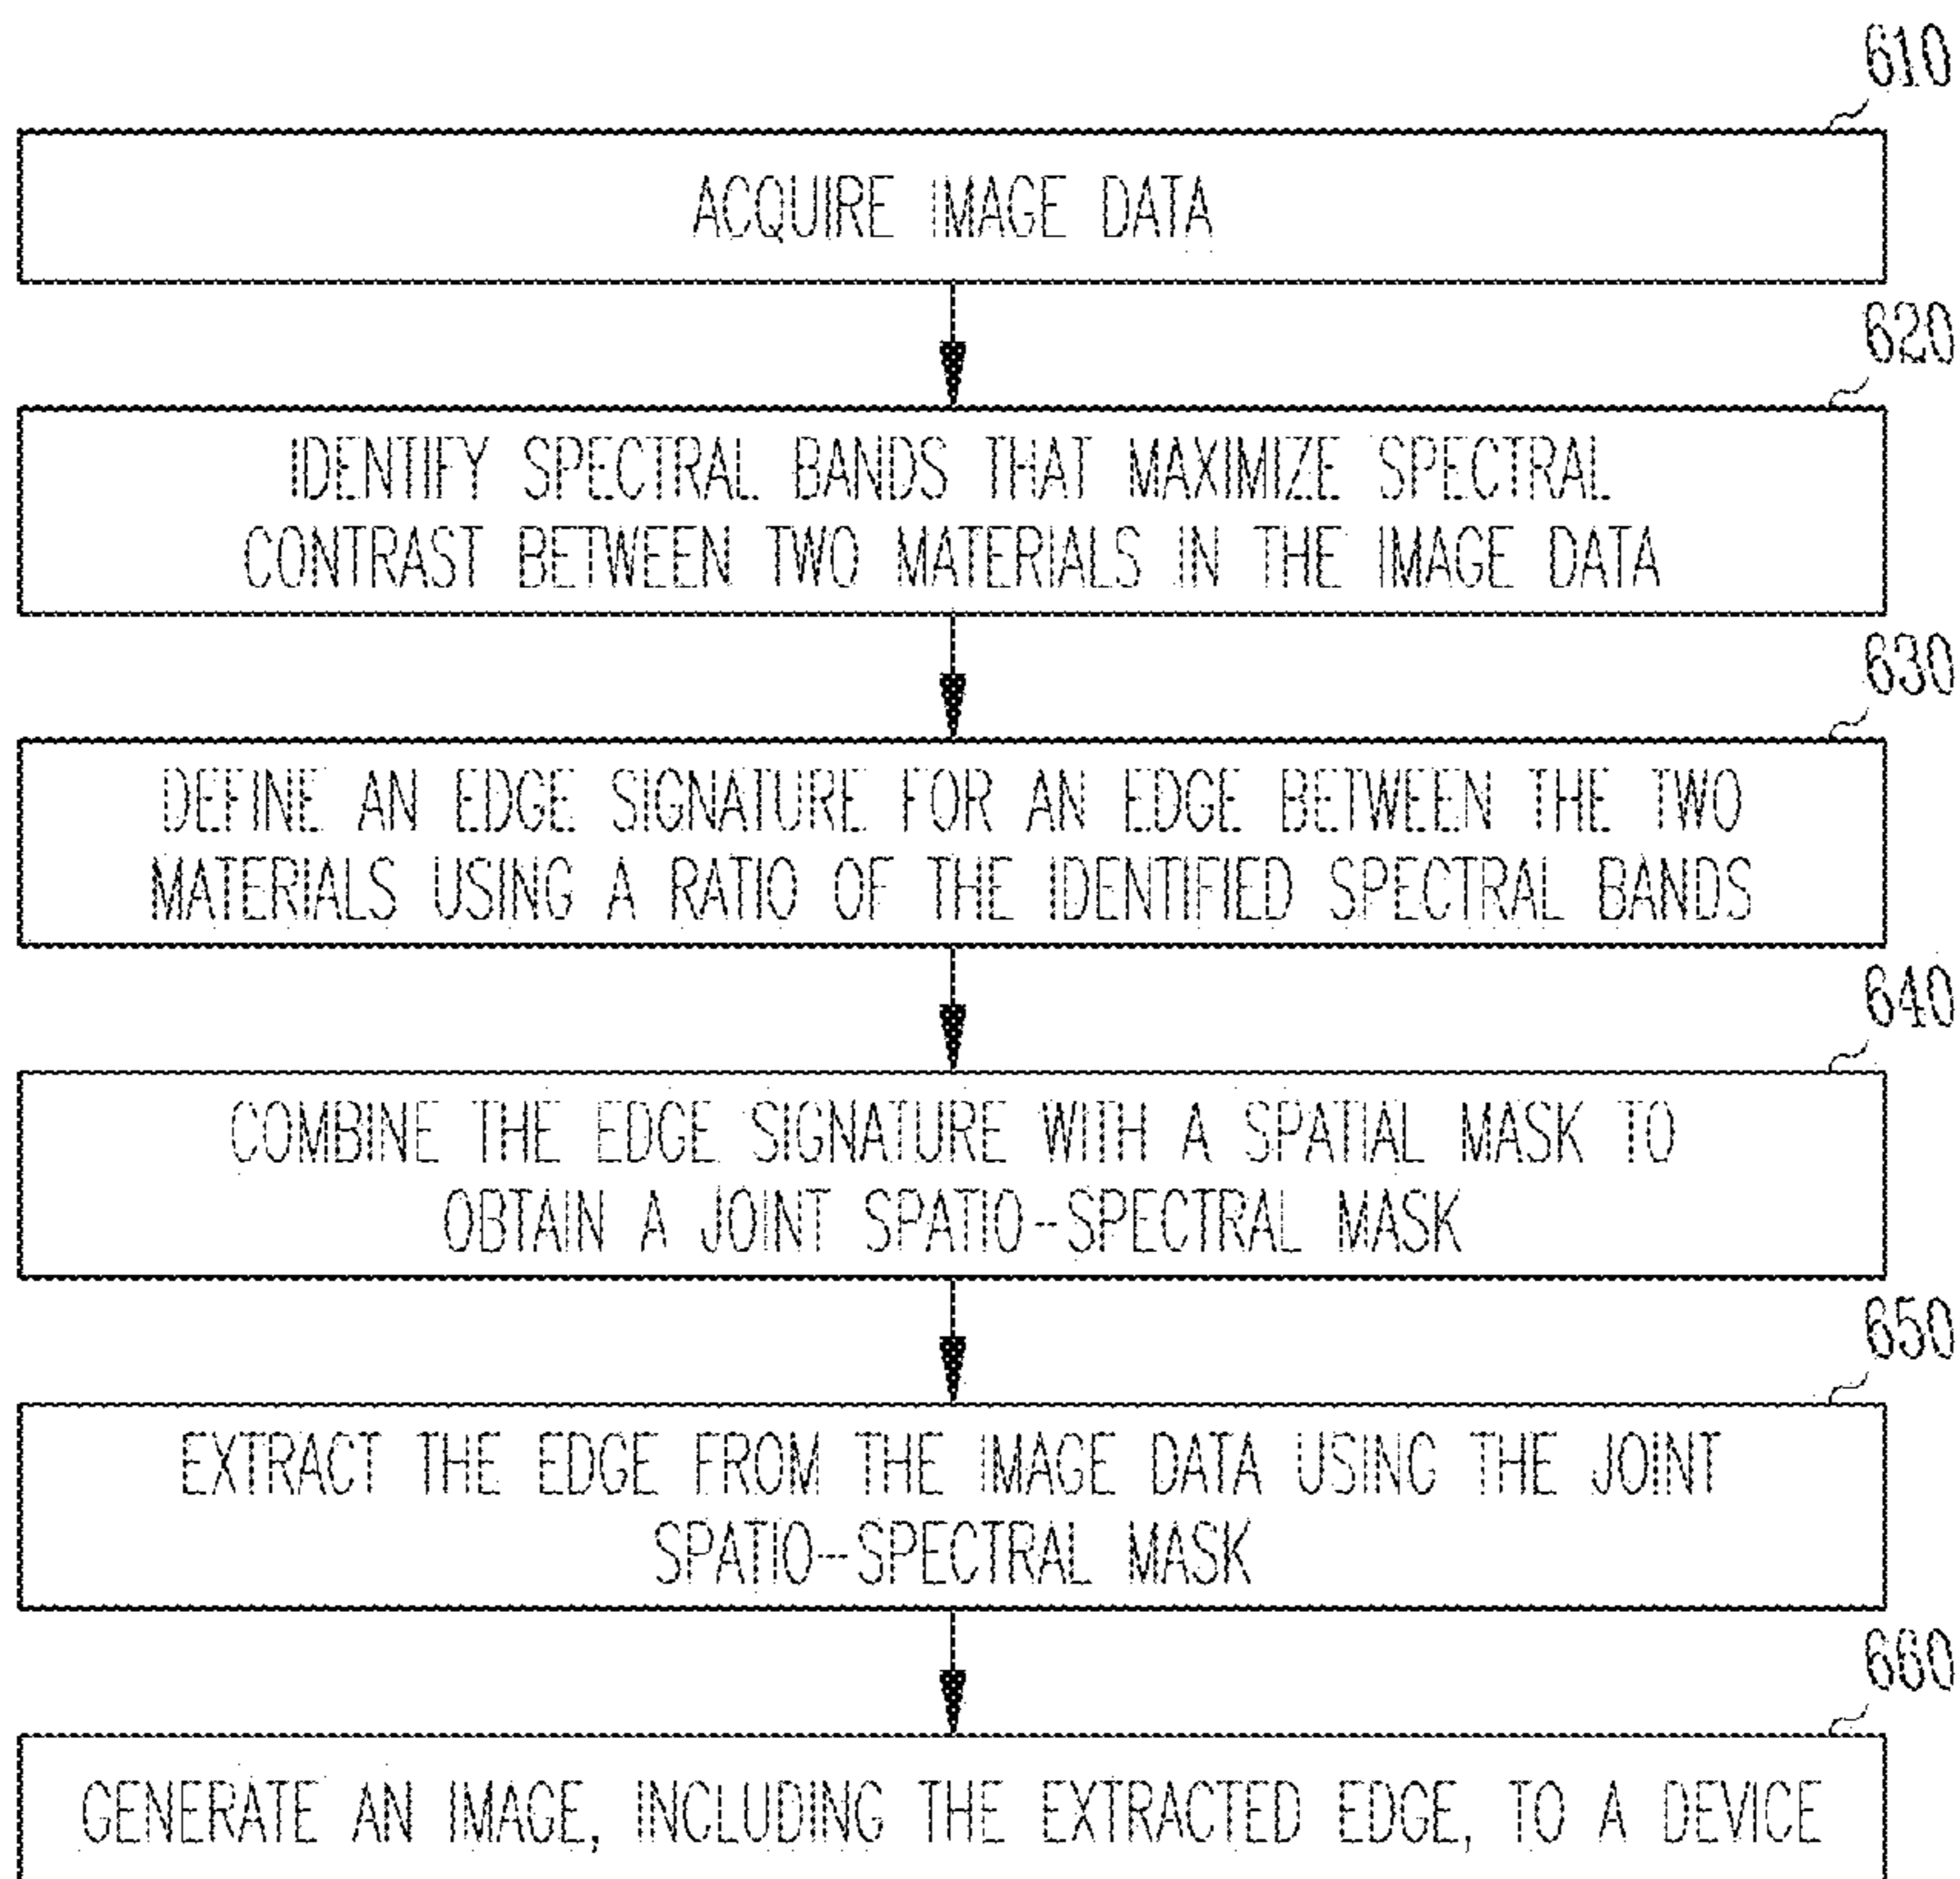 610
ACQUIRE IMAGE DATA
620
IDENTIFY SPECTRAL BANDS THAT MAXIMIZE SPECTRAL
CONTRAST BETWEEN TWO MATERIALS IN THE IMAGE DATA
630
DEFINE AN EDGE SIGNATURE FOR AN EDGE BETWEEN THE TWO
MATERIALS USING A RATIO OF THE IDENTIFIED SPECTRAL BANDS
640
COMBINE THE EDGE SIGNATURE WITH A SPATIAL MASK TO
OBTAIN A JOINT SPATIO-SPECTRAL MASK
650
EXTRACT THE EDGE FROM THE IMAGE DATA USING THE JOINT
SPATIO-SPECTRAL MASK
660
GENERATE AN IMAGE, INCLUDING THE EXTRACTED EDGE, TO A DEVICE